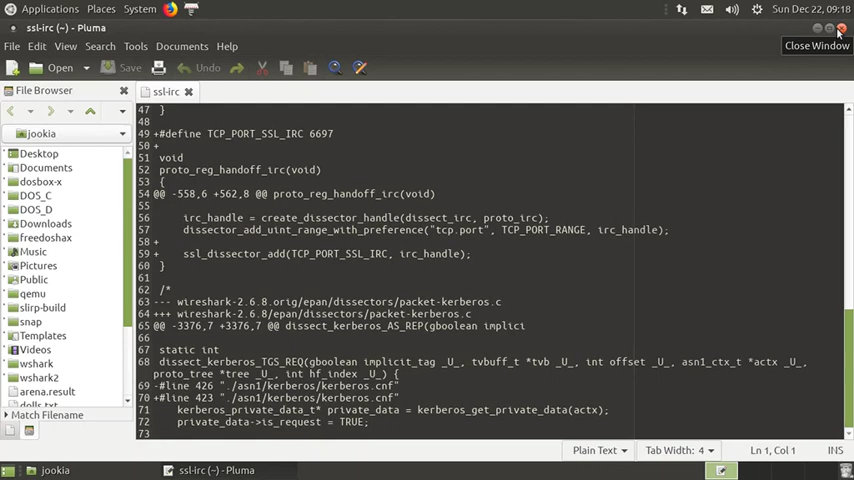 Applications Places System Sun Dec 22, 09:18
ssl-irc (~) - Pluma
File Edit View Search Tools Documents Help
Close Window
Open Save Undo
File Browser
ssl-irc
jookia
Desktop
Documents
dosbox-x
DOS_C
DOS_D
Downloads
freedoshax
Music
Pictures
Public
qemu
slirp-build
snap
Templates
Videos
wshark
wshark2
arena.result
dolls.txt
Match Filename
47 }
48
49 +#define TCP_PORT_SSL_IRC 6697
50 +
51 void
52 proto_reg_handoff_irc(void)
53 {
54 @@ -558,6 +562,8 @@ proto_reg_handoff_irc(void)
55
56 irc_handle = create_dissector_handle(dissect_irc, proto_irc);
57 dissector_add_uint_range_with_preference("tcp.port", TCP_PORT_RANGE, irc_handle);
58 +
59 + ssl_dissector_add(TCP_PORT_SSL_IRC, irc_handle);
60 }
61
62 /*
63 --- wireshark-2.6.8.orig/epan/dissectors/packet-kerberos.c
64 +++ wireshark-2.6.8/epan/dissectors/packet-kerberos.c
65 @@ -3376,7 +3376,7 @@ dissect_kerberos_AS_REP(gboolean implici
66
67 static int
68 dissect_kerberos_TGS_REQ(gboolean implicit_tag _U_, tvbuff_t *tvb _U_, int offset _U_, asn1_ctx_t *actx _U_,
proto_tree *tree _U_, int hf_index _U_) {
69 -#line 426 "./asn1/kerberos/kerberos.cnf"
70 +#line 423 "./asn1/kerberos/kerberos.cnf"
71 kerberos_private_data_t* private_data = kerberos_get_private_data(actx);
72 private_data->is_request = TRUE;
73
Plain Text Tab Width: 4 Ln 1, Col 1 INS
jookia ssl-irc (~) - Pluma